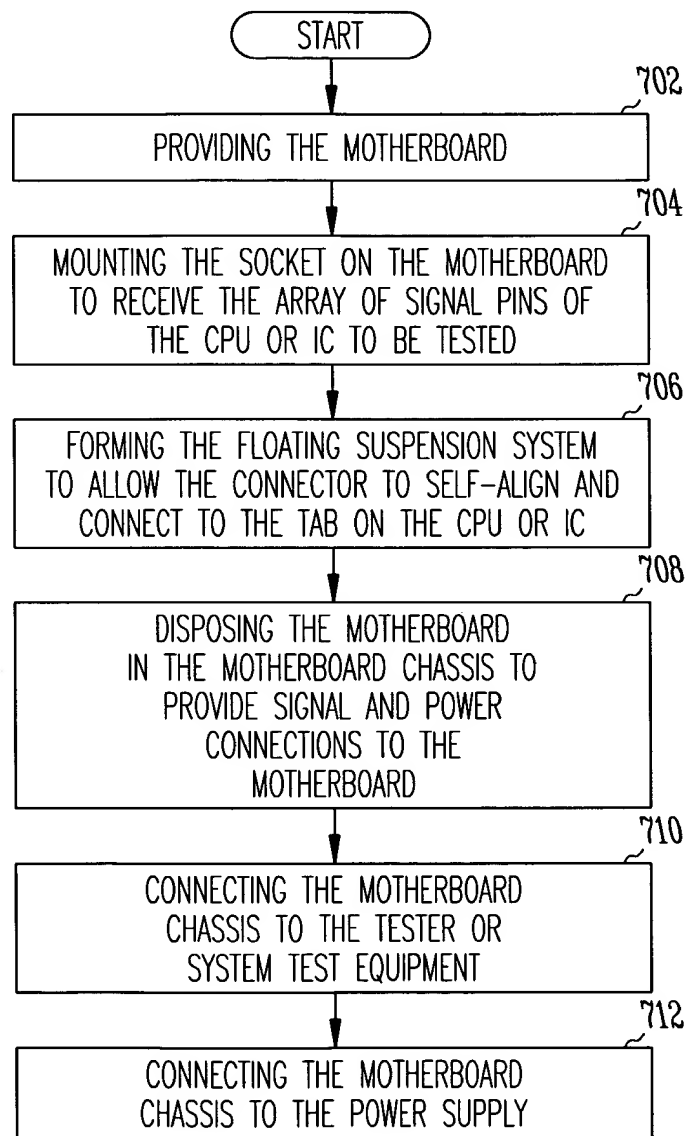 START
702
PROVIDING THE MOTHERBOARD
704
MOUNTING THE SOCKET ON THE MOTHERBOARD
TO RECEIVE THE ARRAY OF SIGNAL PINS OF
THE CPU OR IC TO BE TESTED
706
FORMING THE FLOATING SUSPENSION SYSTEM
TO ALLOW THE CONNECTOR TO SELF-ALIGN AND
CONNECT TO THE TAB ON THE CPU OR IC
708
DISPOSING THE MOTHERBOARD
IN THE MOTHERBOARD CHASSIS TO
PROVIDE SIGNAL AND POWER
CONNECTIONS TO THE
MOTHERBOARD
710
CONNECTING THE MOTHERBOARD
CHASSIS TO THE TESTER OR
SYSTEM TEST EQUIPMENT
712
CONNECTING THE MOTHERBOARD
CHASSIS TO THE POWER SUPPLY